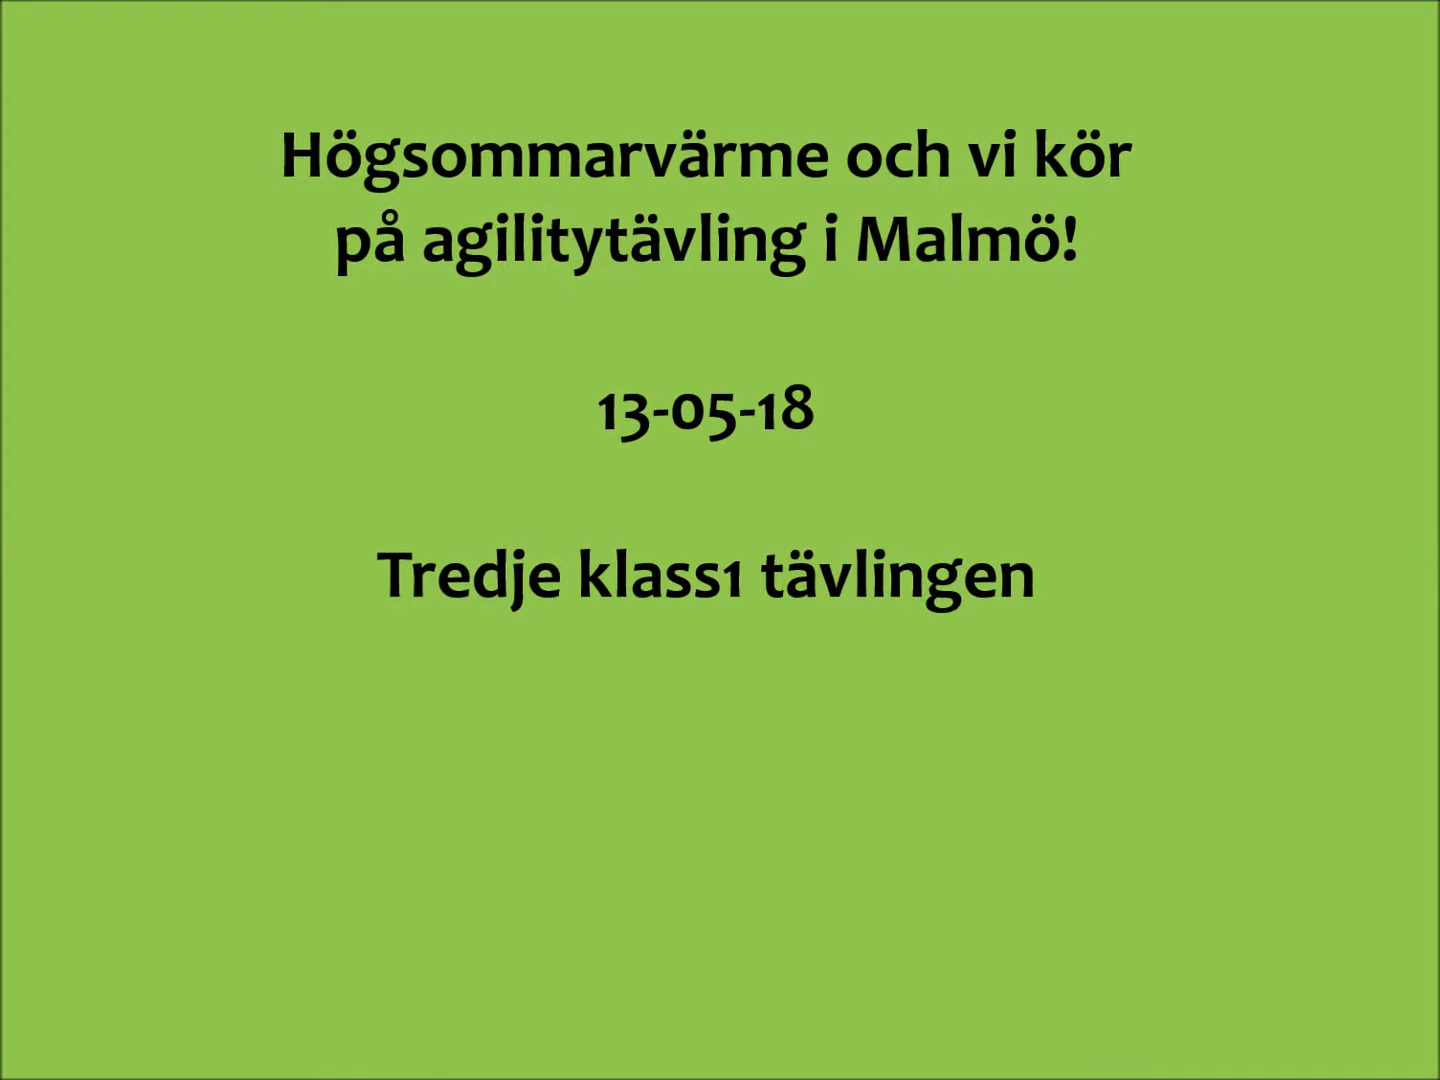 Högsommarvärme och vi kör
på agilitytävling i Malmö!
13-05-18
Tredje klass1 tävlingen